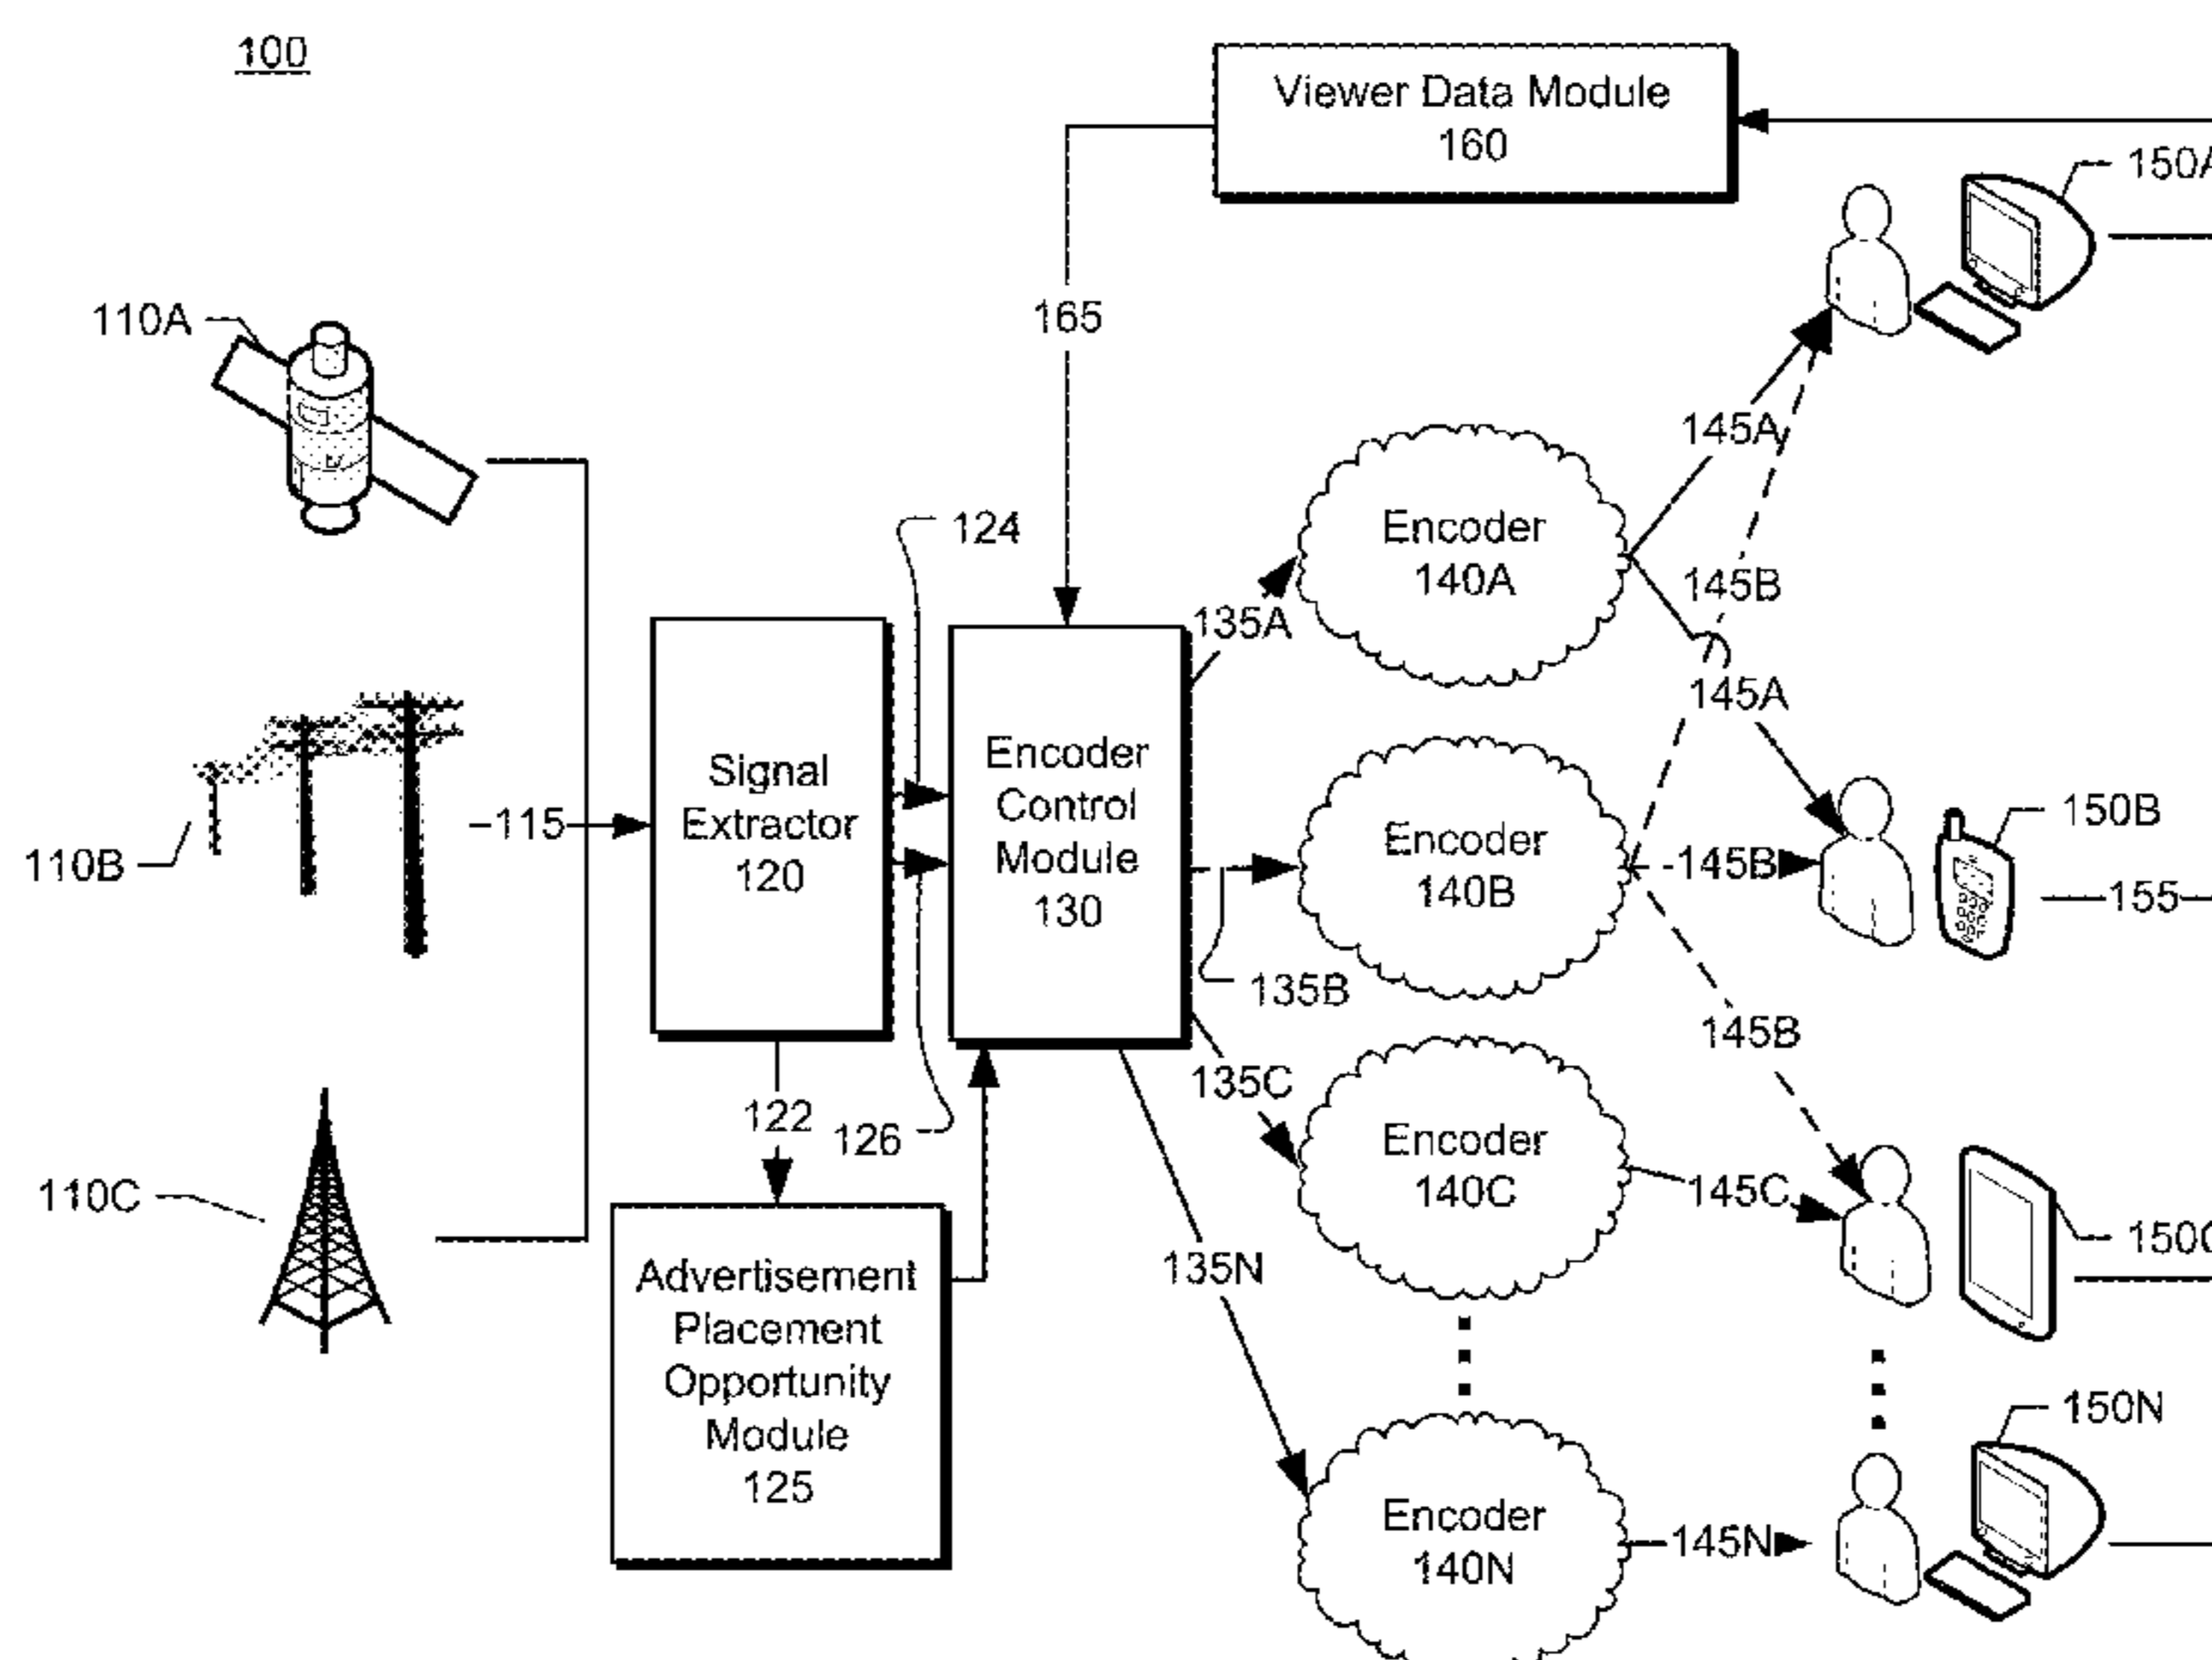 100
Viewer Data Module
160
150A
110A
165
124
145A
Encoder
140A
145B
135A
145A
Signal
Extractor
120
Encoder
Control
Module
130
115
110B
Encoder
140B
145B
150B
155
135B
145B
135C
122
126
110C
Encoder
140C
145C
150C
135N
Advertisement
Placement
Opportunity
Module
125
150N
Encoder
140N
145N